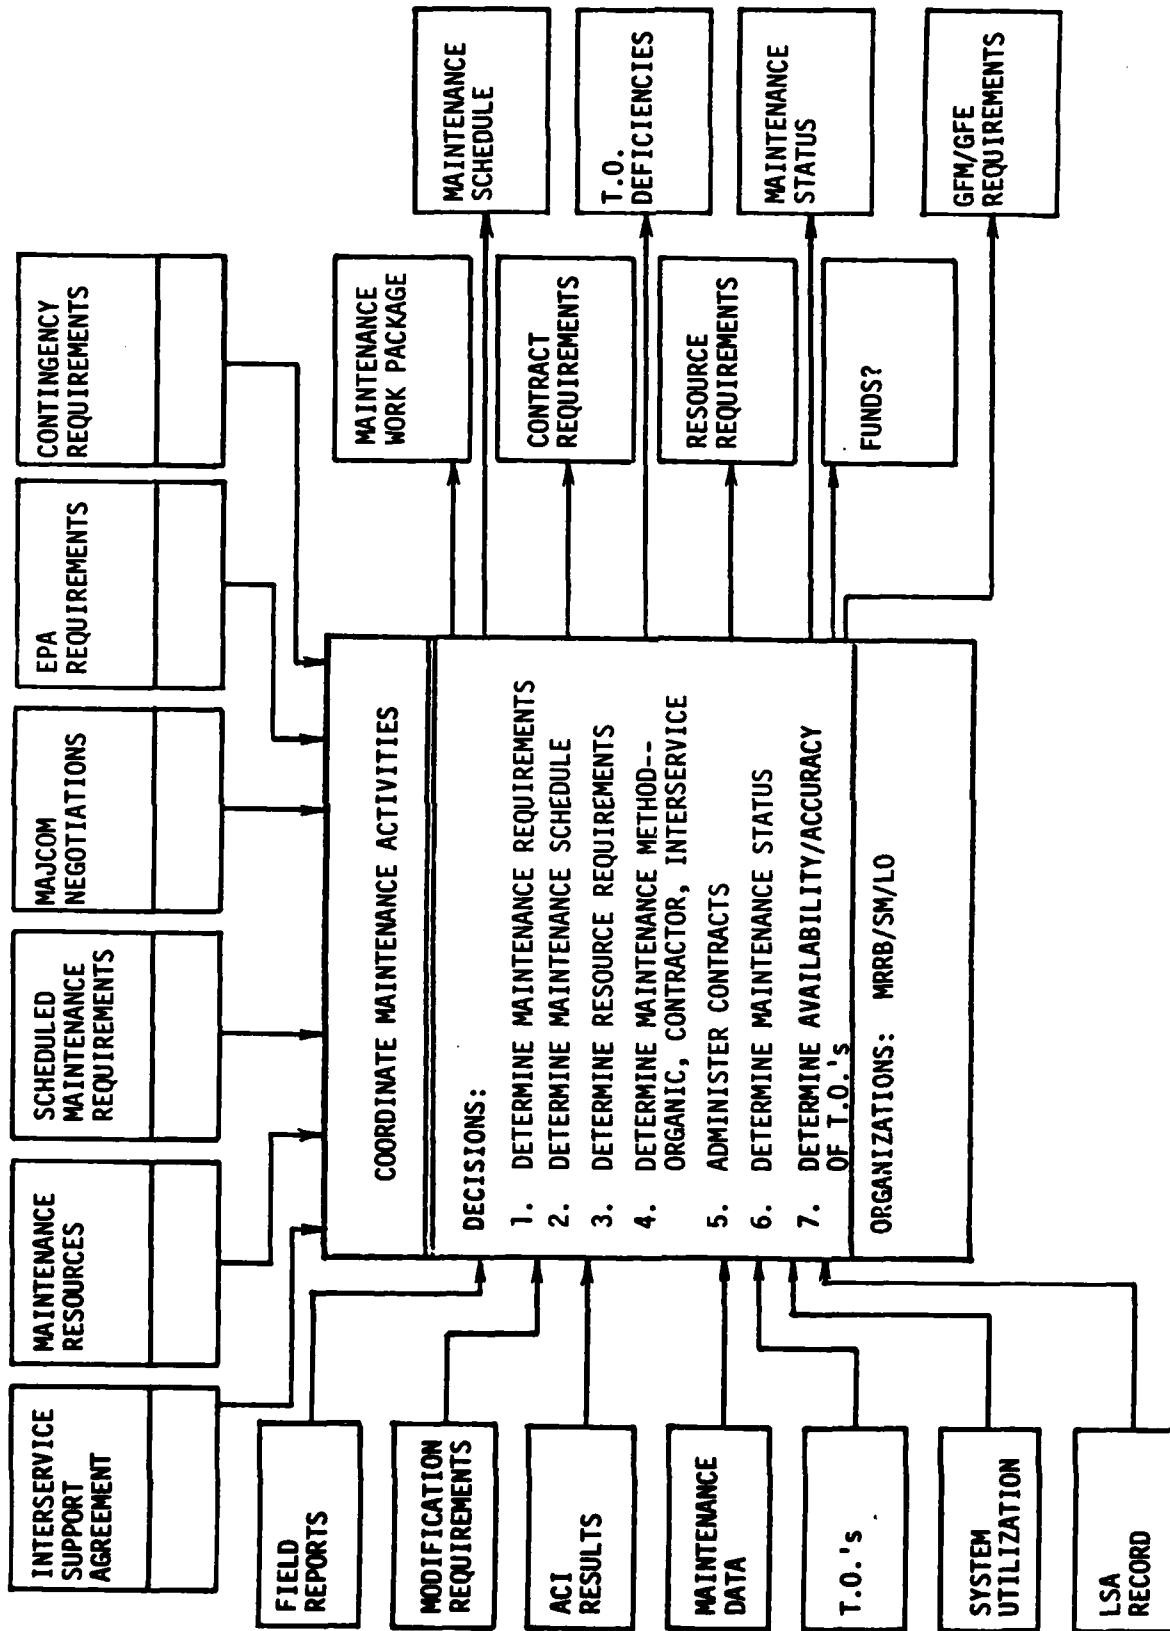 INTERSERVICE
SUPPORT
AGREEMENT
MAINTENANCE
RESOURCES
SCHEDULED
MAINTENANCE
REQUIREMENTS
MAJCOM
NEGOTIATIONS
EPA
REQUIREMENTS
CONTINGENCY
REQUIREMENTS
FIELD
REPORTS
MODIFICATION
REQUIREMENTS
ACI
RESULTS
MAINTENANCE
DATA
T.O.'s
SYSTEM
UTILIZATION
LSA
RECORD
COORDINATE MAINTENANCE ACTIVITIES
DECISIONS:
1. DETERMINE MAINTENANCE REQUIREMENTS
2. DETERMINE MAINTENANCE SCHEDULE
3. DETERMINE RESOURCE REQUIREMENTS
4. DETERMINE MAINTENANCE METHOD--
ORGANIC, CONTRACTOR, INTERSERVICE
5. ADMINISTER CONTRACTS
6. DETERMINE MAINTENANCE STATUS
7. DETERMINE AVAILABILITY/ACCURACY
OF T.O.'s
ORGANIZATIONS: MRRB/SM/LO
MAINTENANCE
WORK PACKAGE
MAINTENANCE
SCHEDULE
CONTRACT
REQUIREMENTS
T.O.
DEFICIENCIES
RESOURCE
REQUIREMENTS
MAINTENANCE
STATUS
FUNDS?
GFM/GFE
REQUIREMENTS